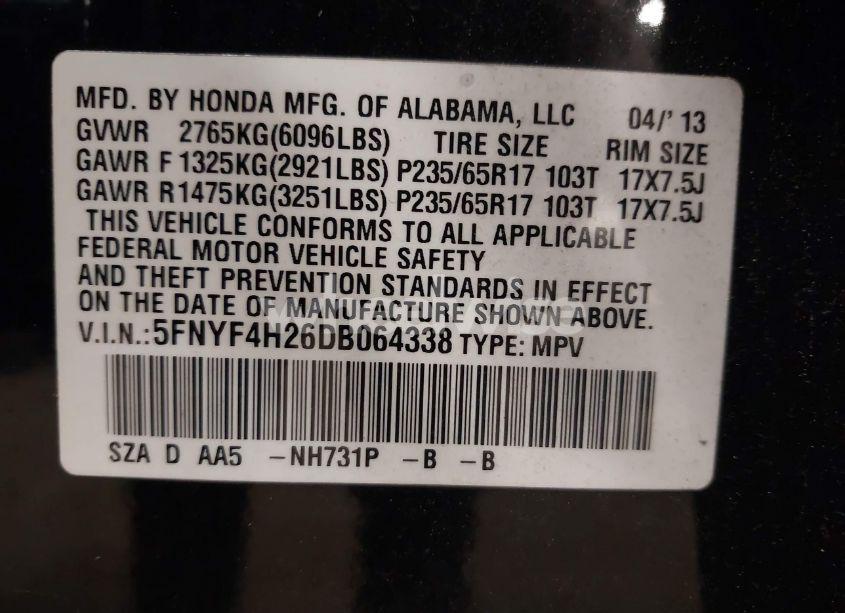 MFD. BY HONDA MFG. OF ALABAMA, LLC 04/' 13
GVWR 2765KG(6096LBS) TIRE SIZE RIM SIZE
GAWR F 1325KG(2921LBS) P235/65R17 103T 17X7.5J
GAWR R1475KG(3251LBS) P235/65R17 103T 17X7.5J
THIS VEHICLE CONFORMS TO ALL APPLICABLE
FEDERAL MOTOR VEHICLE SAFETY
AND THEFT PREVENTION STANDARDS IN EFFECT
ON THE DATE OF MANUFACTURE SHOWN ABOVE.
V.I.N.: 5FNYF4H26DB064338 TYPE: MPV
SZA D AA5 -NH731P -B -B